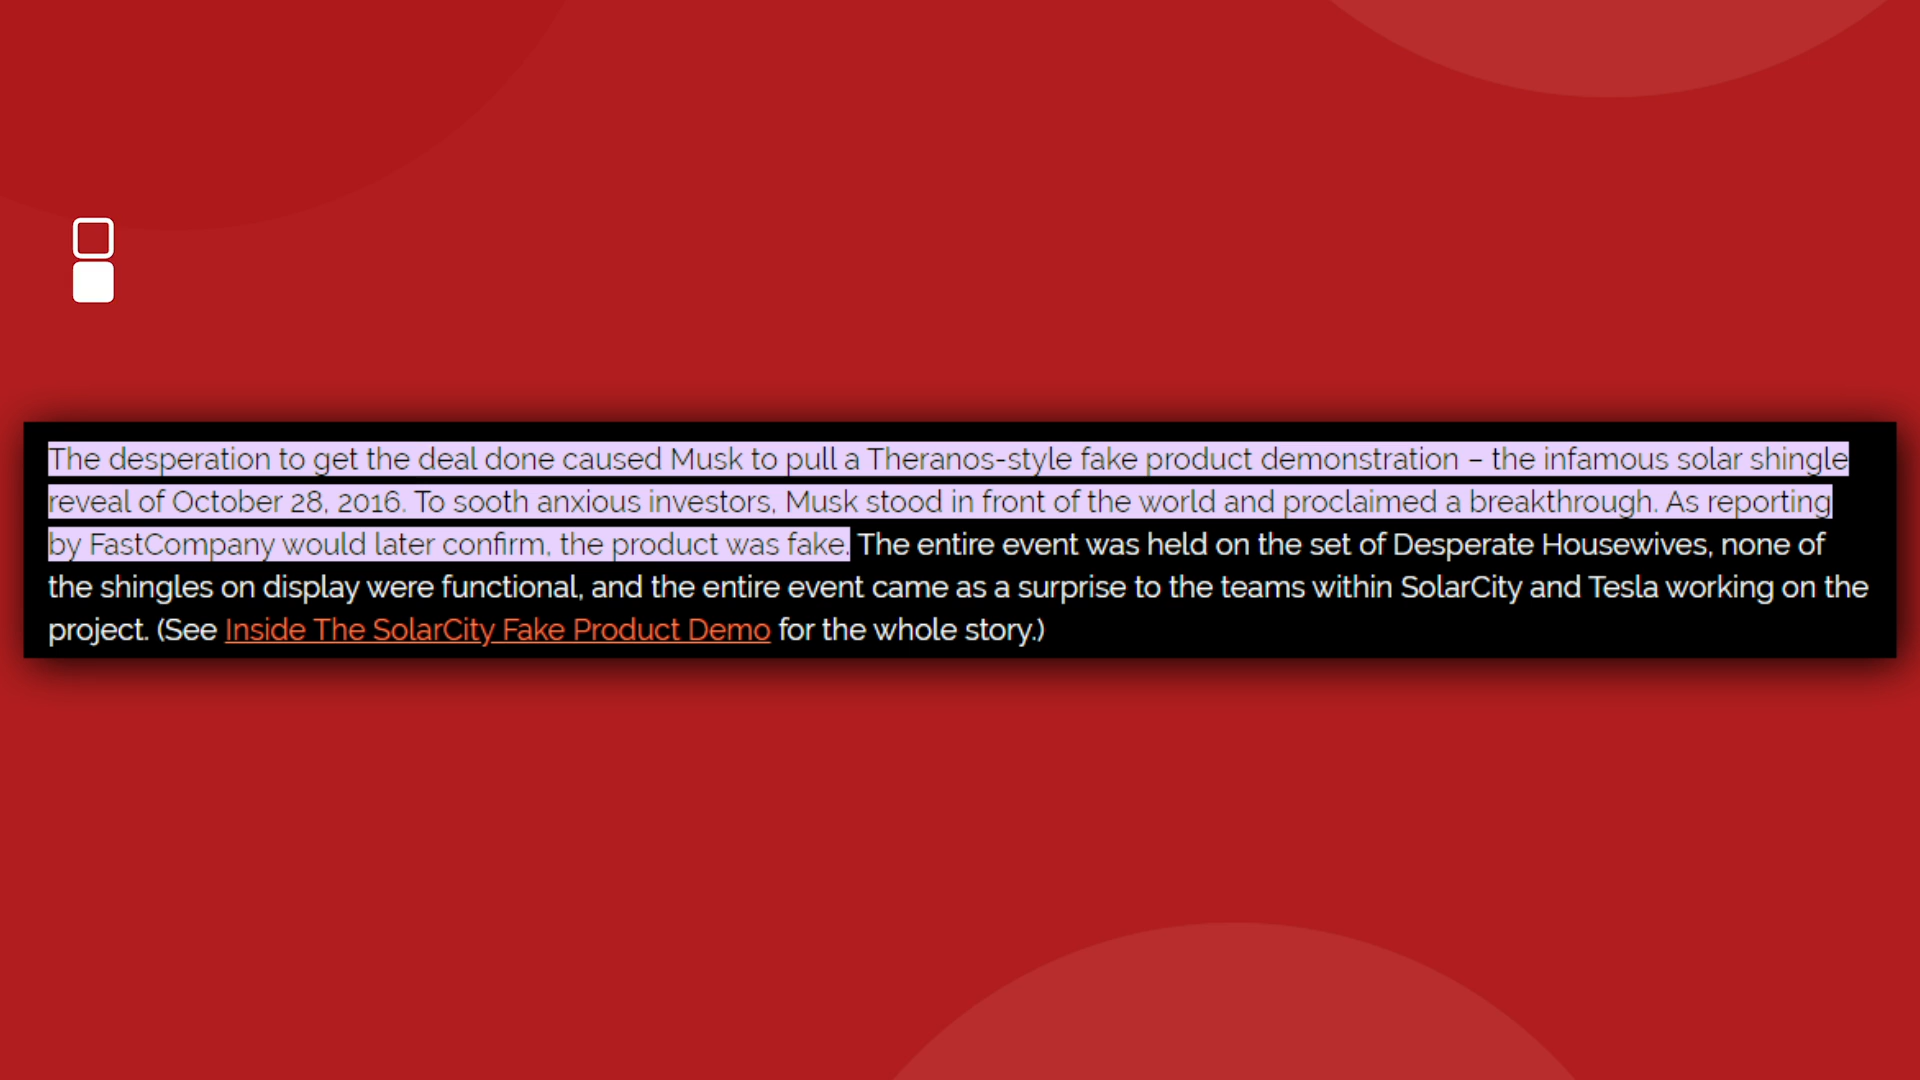 The desperation to get the deal done caused Musk to pull a Theranos-style fake product demonstration – the infamous solar shingle
reveal of October 28, 2016. To sooth anxious investors, Musk stood in front of the world and proclaimed a breakthrough. As reporting
by FastCompany would later confirm, the product was fake. The entire event was held on the set of Desperate Housewives, none of
the shingles on display were functional, and the entire event came as a surprise to the teams within SolarCity and Tesla working on the
project. (See Inside The SolarCity Fake Product Demo for the whole story.)